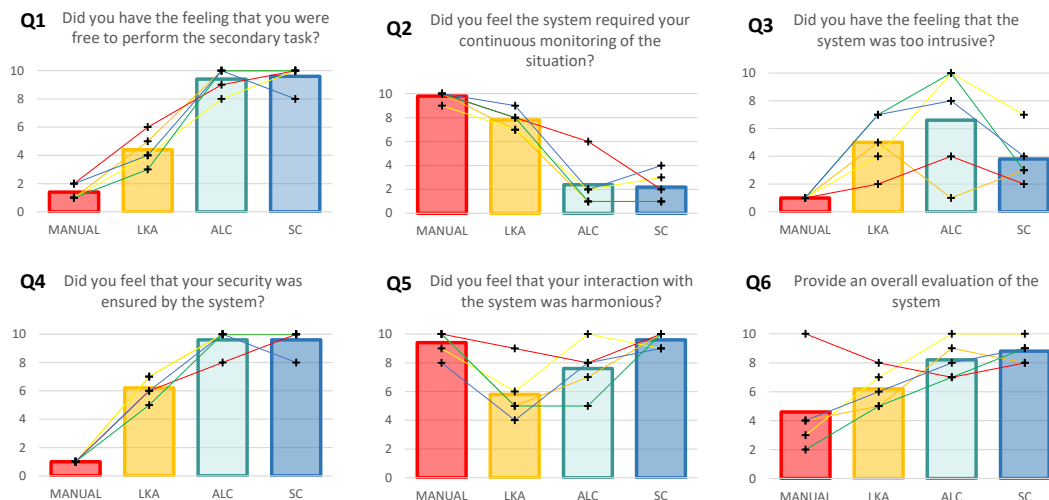 Q1 Did you have the feeling that you were
free to perform the secondary task?
10
8
6
4
2
0
MANUAL LKA ALC SC
Q2 Did you feel the system required your
continuous monitoring of the
situation?
10
8
6
4
2
0
MANUAL LKA ALC SC
Q3 Did you have the feeling that the
system was too intrusive?
10
8
6
4
2
0
MANUAL LKA ALC SC
Q4 Did you feel that your security was
ensured by the system?
10
8
6
4
2
0
MANUAL LKA ALC SC
Q5 Did you feel that your interaction with
the system was harmonious?
10
8
6
4
2
0
MANUAL LKA ALC SC
Q6 Provide an overall evaluation of the
system
10
8
6
4
2
0
MANUAL LKA ALC SC